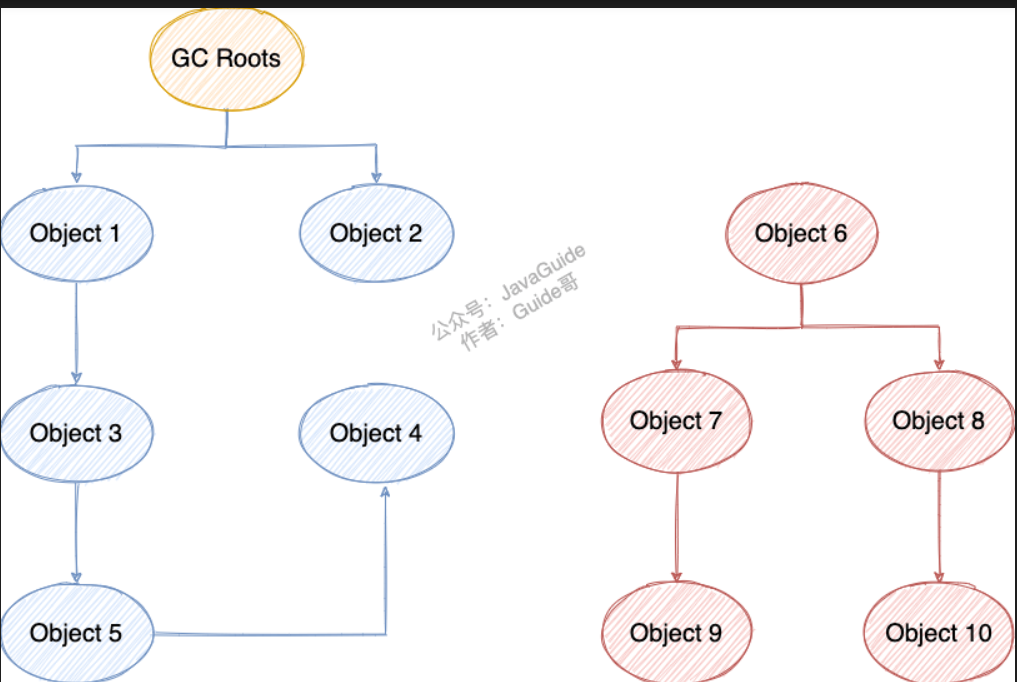 GC Roots
Object 1
Object 2
Object 6
公众号：JavaGuide
作者：Guide哥
Object 3
Object 4
Object 7
Object 8
Object 5
Object 9
Object 10